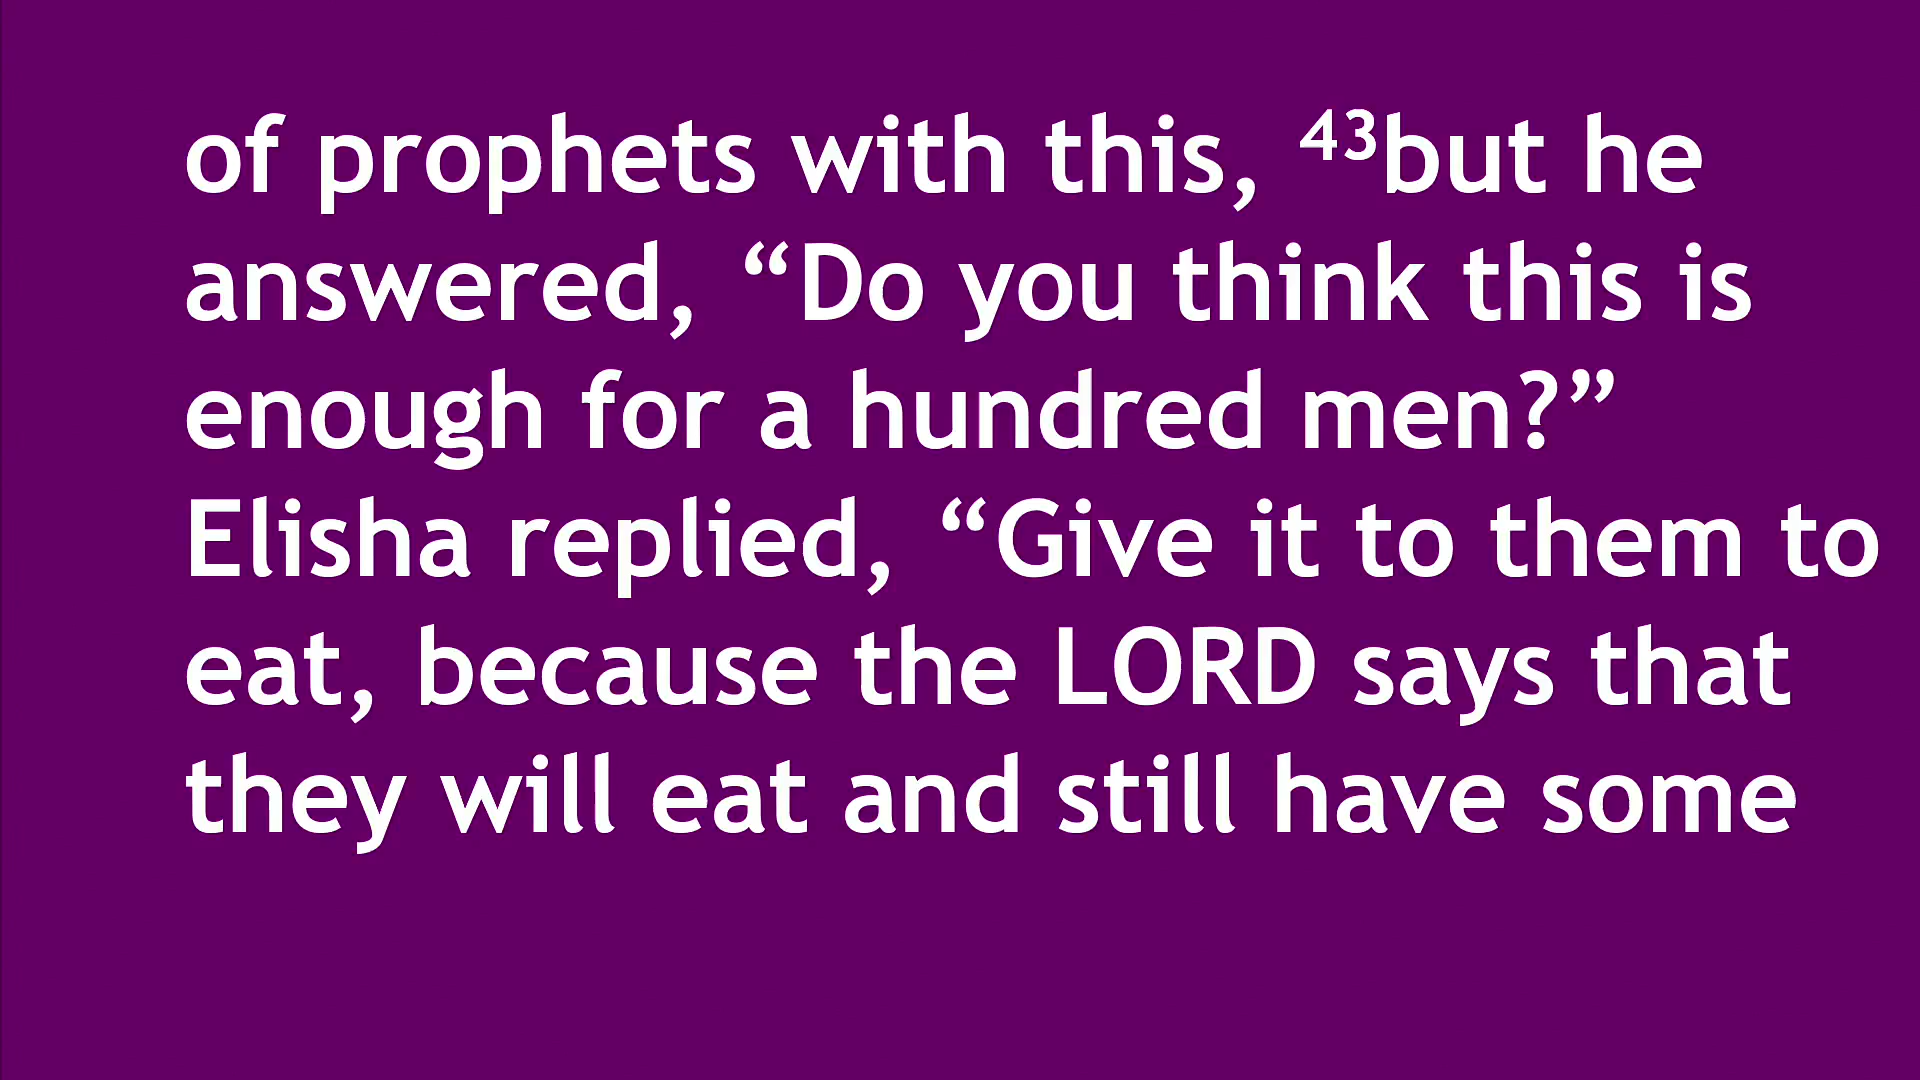 of prophets with this, ⁴³but he
answered, “Do you think this is
enough for a hundred men?”
Elisha replied, “Give it to them to
eat, because the LORD says that
they will eat and still have some